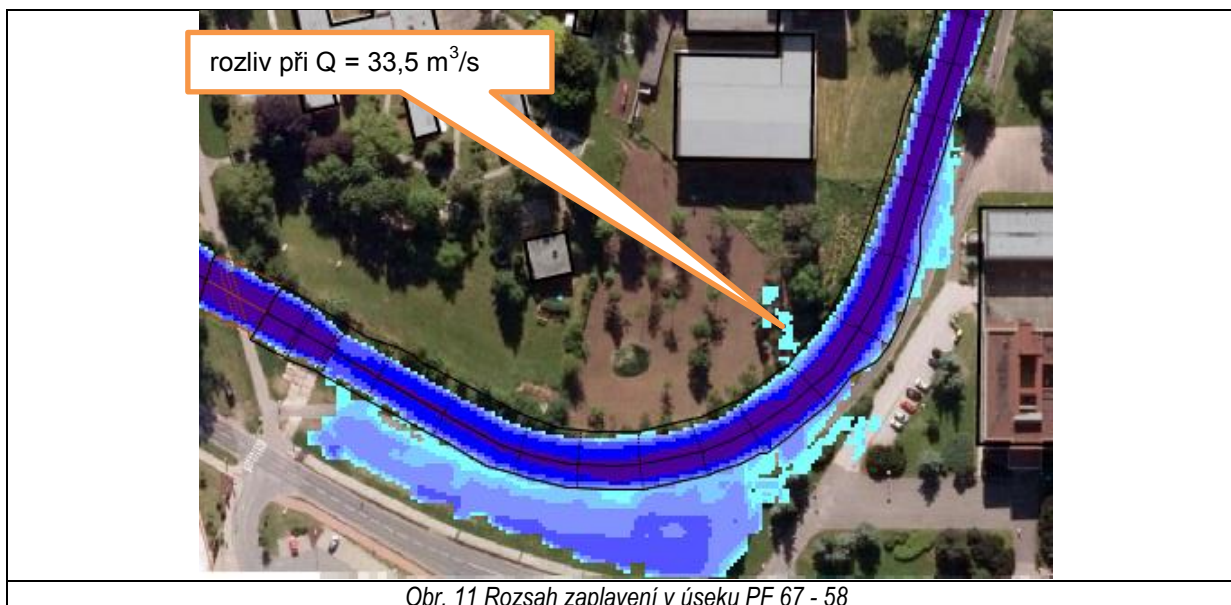 rozliv při Q = 33,5 m³/s
Obr. 11 Rozsah zaplavení v úseku PF 67 - 58